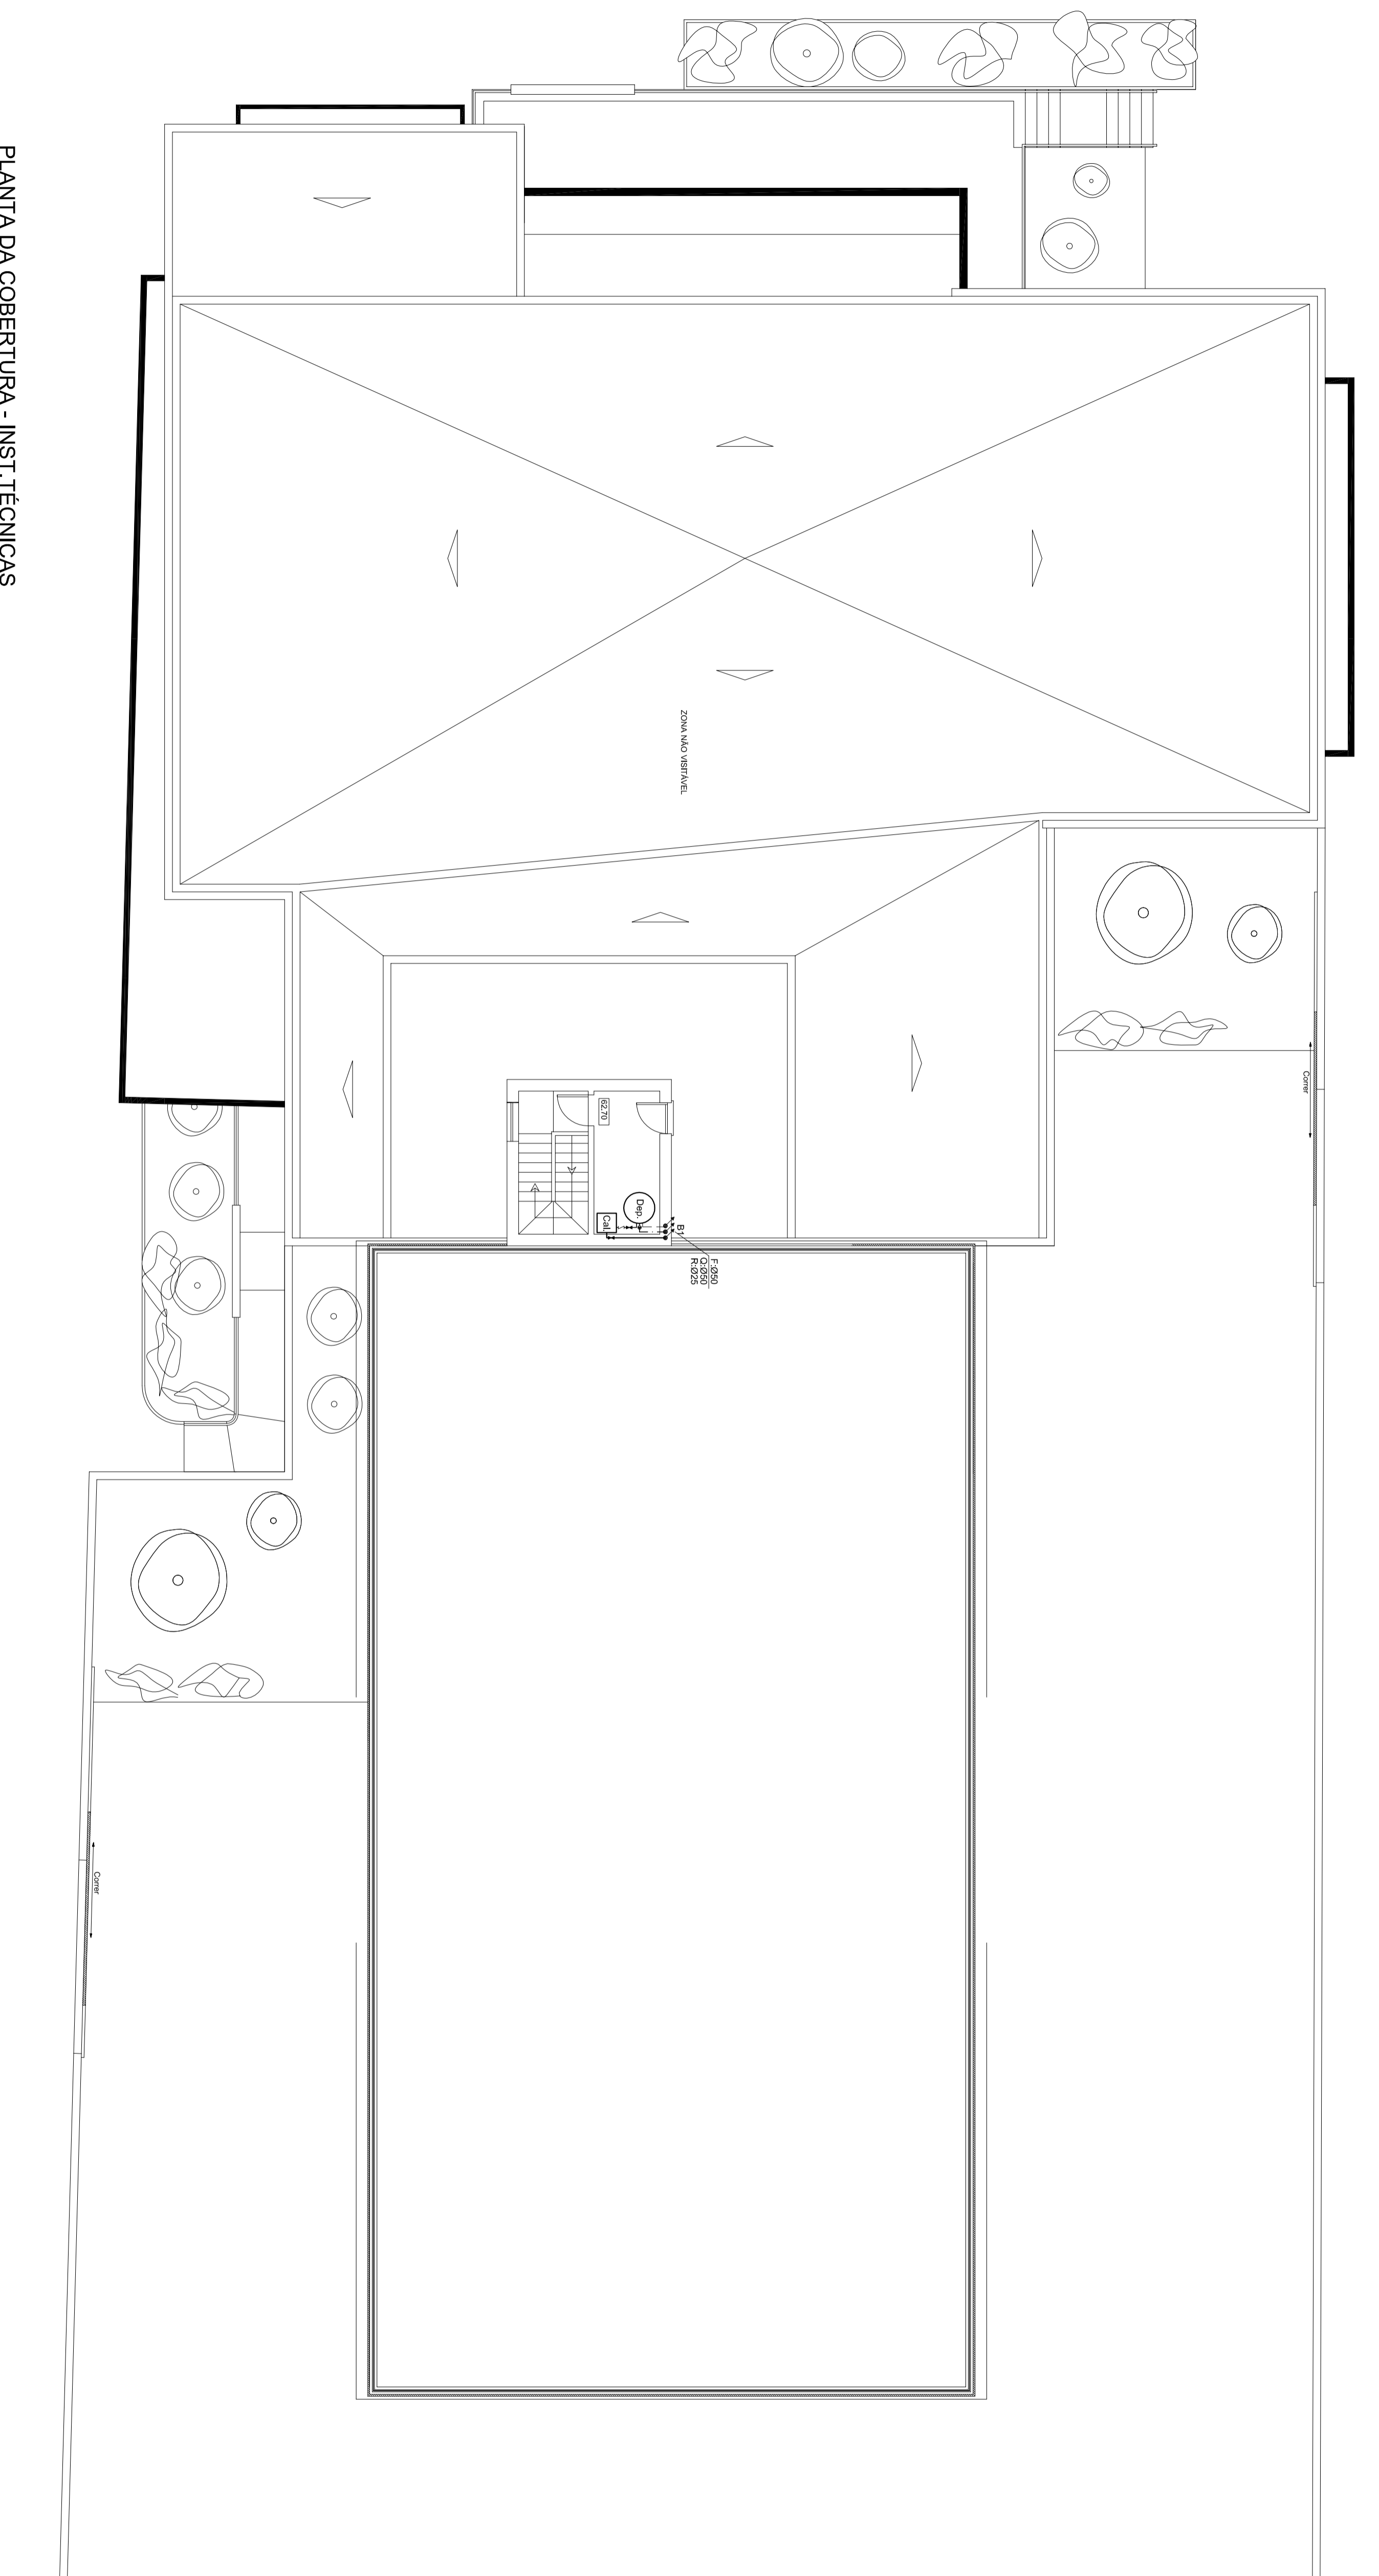 PLANTA DA COBERTURA - INST.TÉCNICAS
ZONA NÃO VISITÁVEL
Correr
62.70
Dep.
Cal.
B1
F:Ø50
Q:Ø50
R:Ø25
Correr